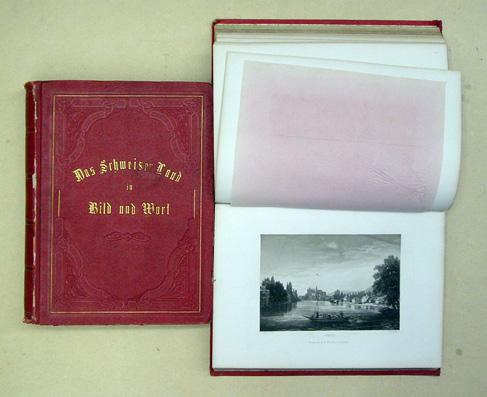 Das Schweizer Land
in
Bild und Wort